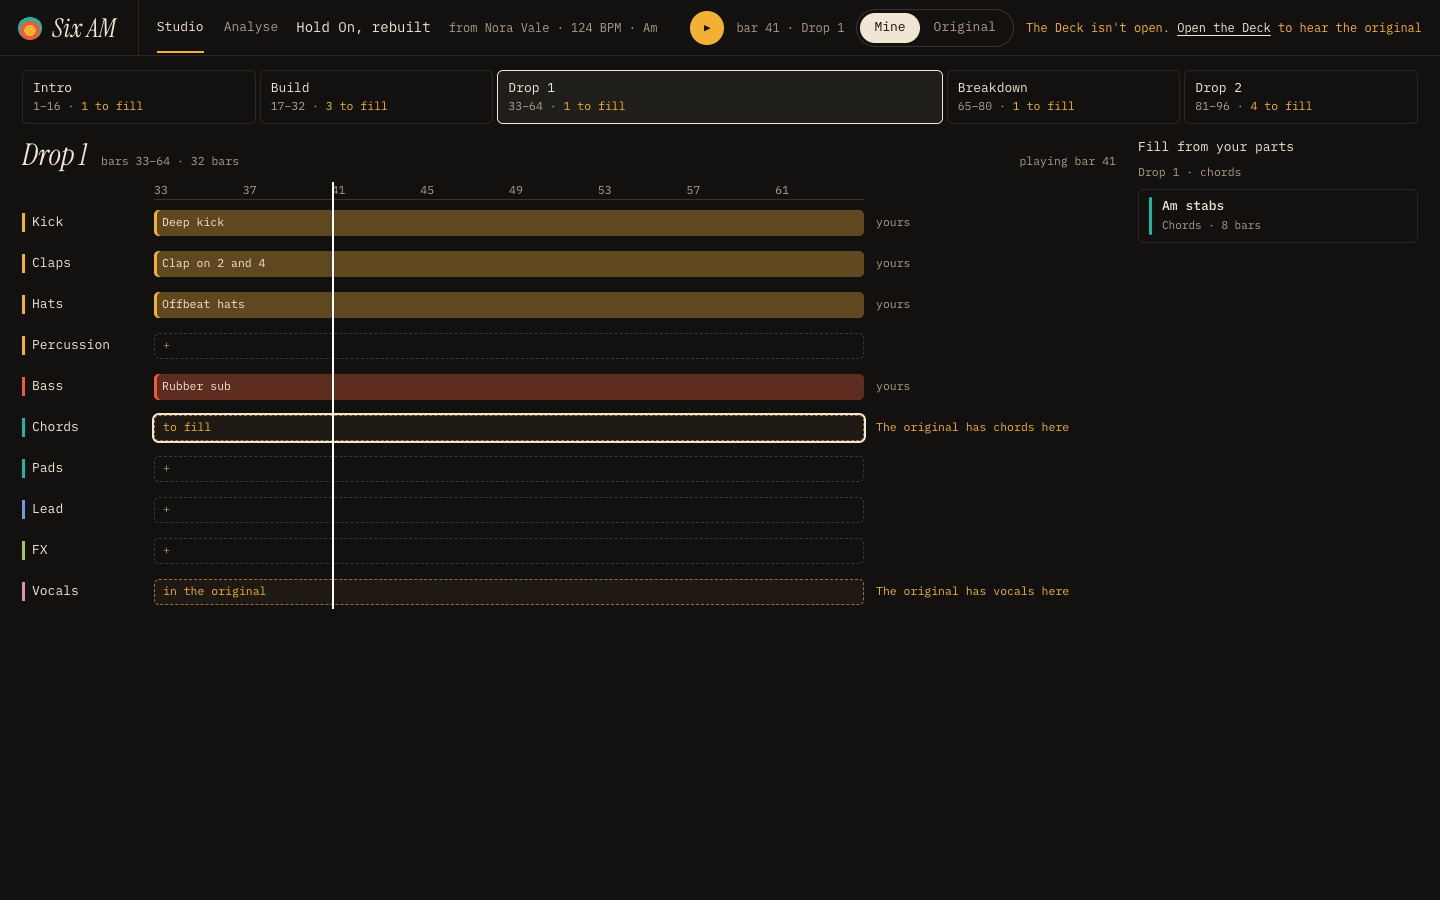 Six AM
Studio Analyse Hold On, rebuilt from Nora Vale · 124 BPM · Am
bar 41 · Drop 1 Mine Original The Deck isn't open. Open the Deck to hear the original
Intro
1–16 · 1 to fill
Build
17–32 · 3 to fill
Drop 1
33–64 · 1 to fill
Breakdown
65–80 · 1 to fill
Drop 2
81–96 · 4 to fill
Drop 1 bars 33–64 · 32 bars
playing bar 41
33 37 41 45 49 53 57 61
Kick Deep kick yours
Claps Clap on 2 and 4 yours
Hats Offbeat hats yours
Percussion +
Bass Rubber sub yours
Chords to fill The original has chords here
Pads +
Lead +
FX +
Vocals in the original The original has vocals here
Fill from your parts
Drop 1 · chords
Am stabs
Chords · 8 bars